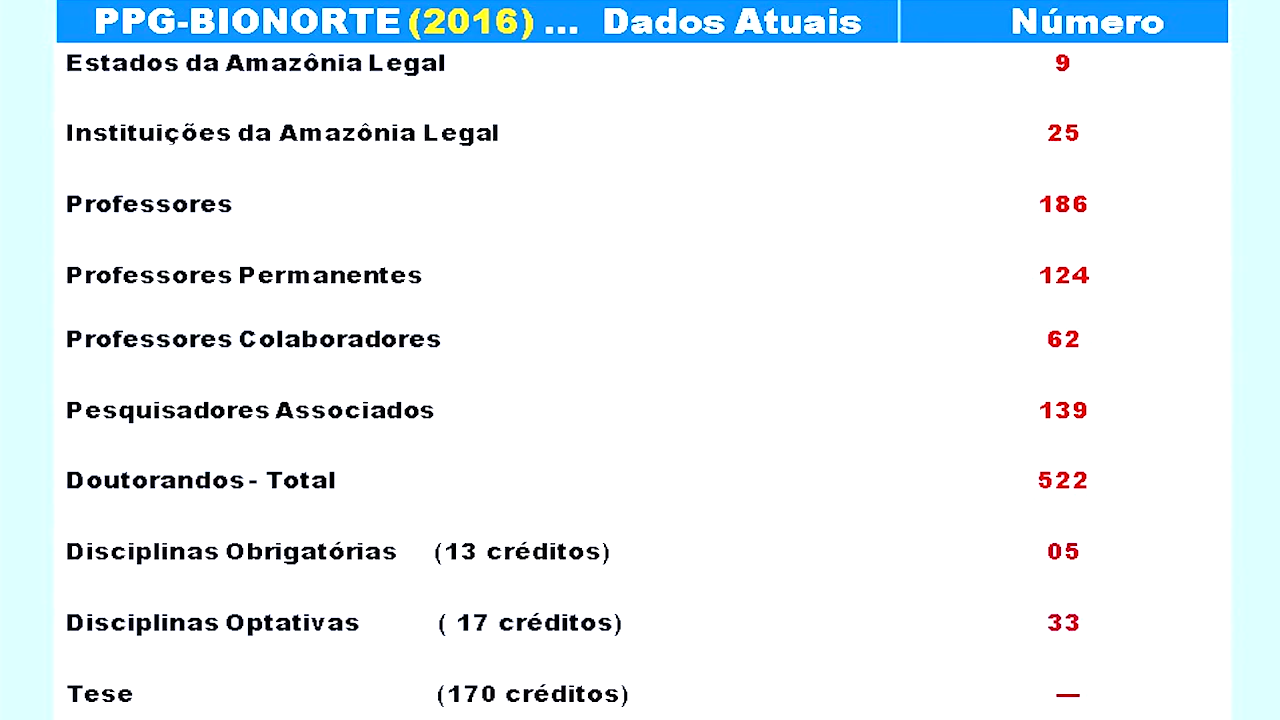 PPG-BIONORTE (2016) ... Dados Atuais Número
Estados da Amazônia Legal 9
Instituições da Amazônia Legal 25
Professores 186
Professores Permanentes 124
Professores Colaboradores 62
Pesquisadores Associados 139
Doutorandos - Total 522
Disciplinas Obrigatórias (13 créditos) 05
Disciplinas Optativas ( 17 créditos) 33
Tese (170 créditos) —